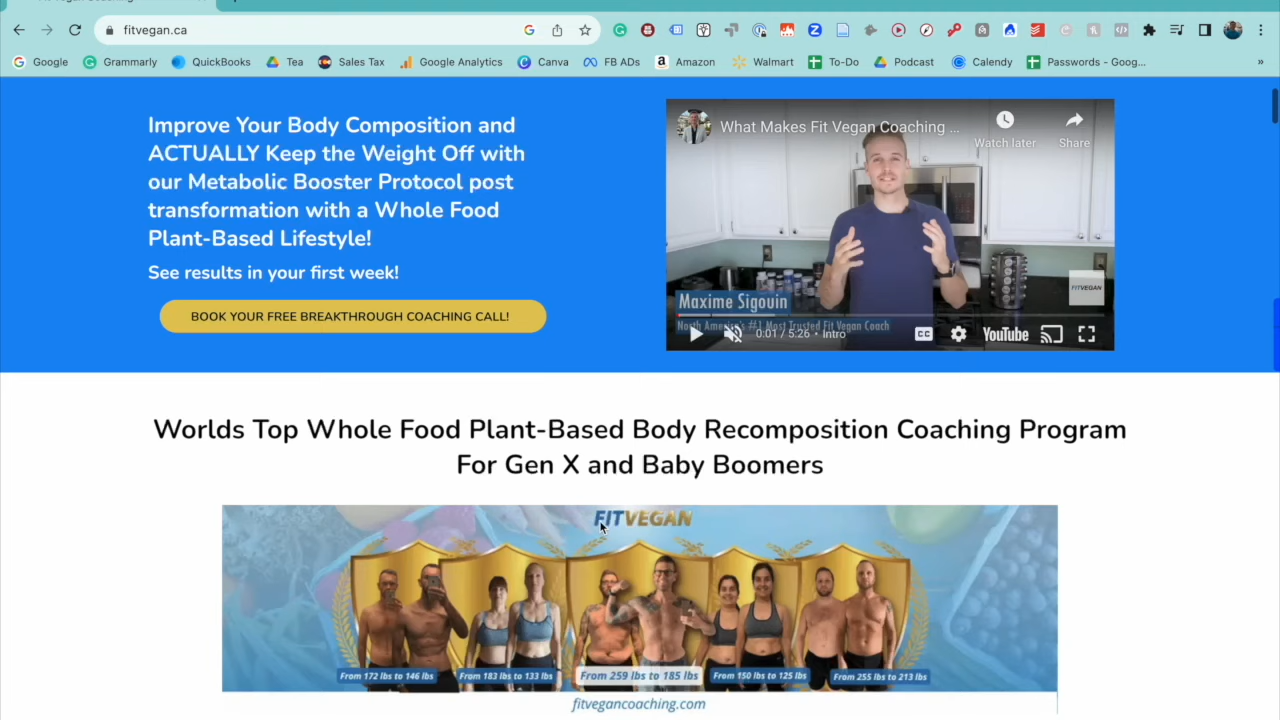 fitvegan.ca
Google
Grammarly
QuickBooks
Tea
Sales Tax
Google Analytics
Canva
FB ADs
Amazon
Walmart
To-Do
Podcast
Calendy
Passwords - Goog...
»
Improve Your Body Composition and
ACTUALLY Keep the Weight Off with
our Metabolic Booster Protocol post
transformation with a Whole Food
Plant-Based Lifestyle!
See results in your first week!
BOOK YOUR FREE BREAKTHROUGH COACHING CALL!
What Makes Fit Vegan Coaching ...
Watch later
Share
FITVEGAN
Maxime Sigouin
North America's #1 Most Trusted Fit Vegan Coach
0:01 / 5:26 • Intro
CC
YouTube
Worlds Top Whole Food Plant-Based Body Recomposition Coaching Program
For Gen X and Baby Boomers
FITVEGAN
From 172 lbs to 146 lbs
From 183 lbs to 133 lbs
From 259 lbs to 185 lbs
From 150 lbs to 125 lbs
From 255 lbs to 213 lbs
fitvegancoaching.com